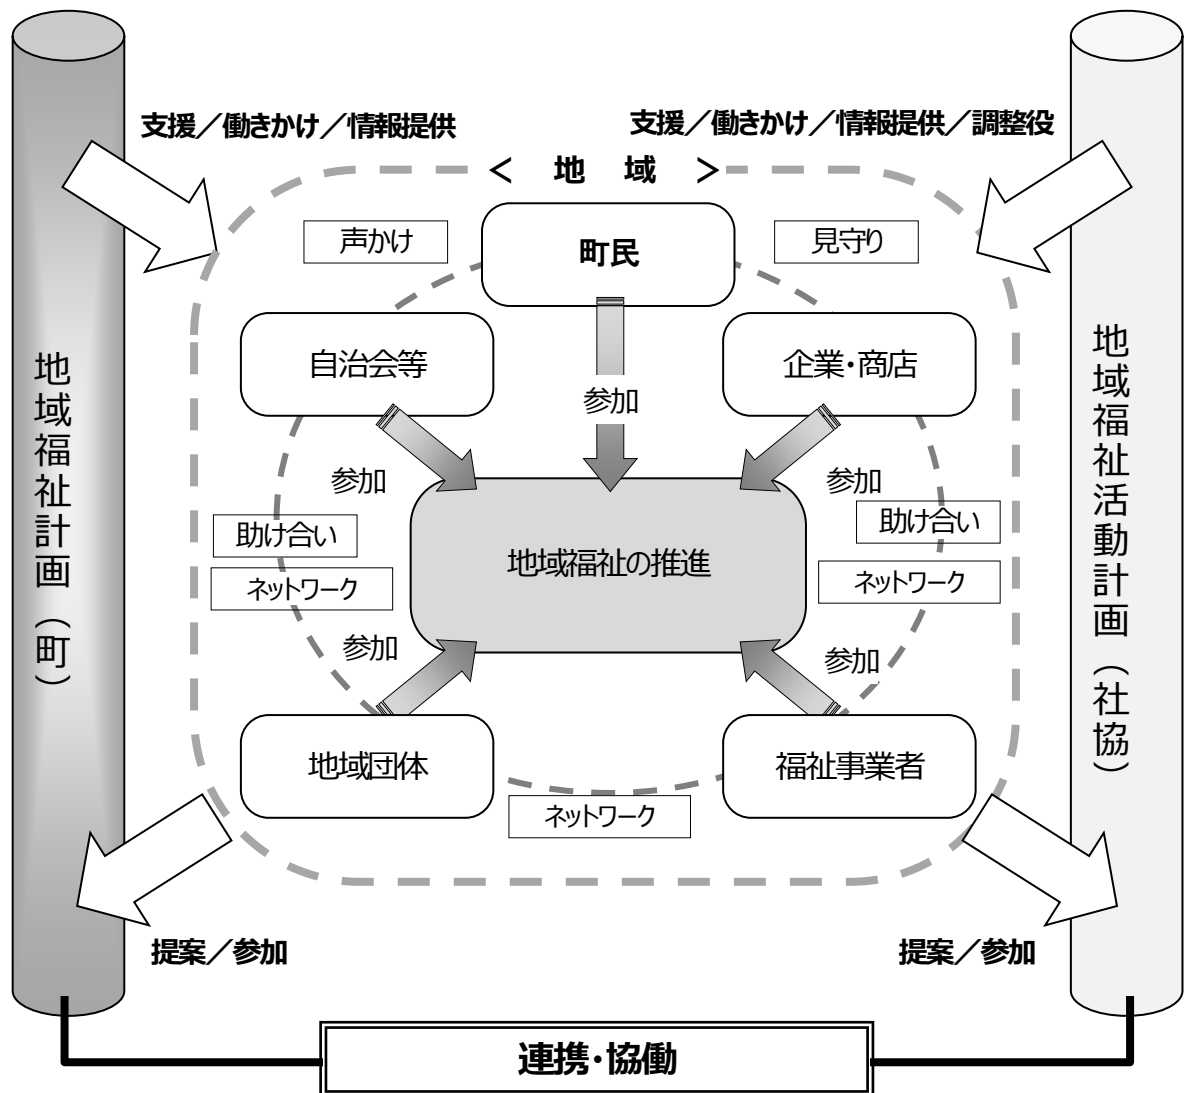 支援／働きかけ／情報提供
支援／働きかけ／情報提供／調整役
＜　地　域　＞
声かけ
町民
見守り
自治会等
企業・商店
参加
参加
参加
助け合い
助け合い
地域福祉の推進
ネットワーク
ネットワーク
参加
参加
地域団体
福祉事業者
ネットワーク
地域福祉計画（町）
地域福祉活動計画（社協）
提案／参加
提案／参加
連携・協働